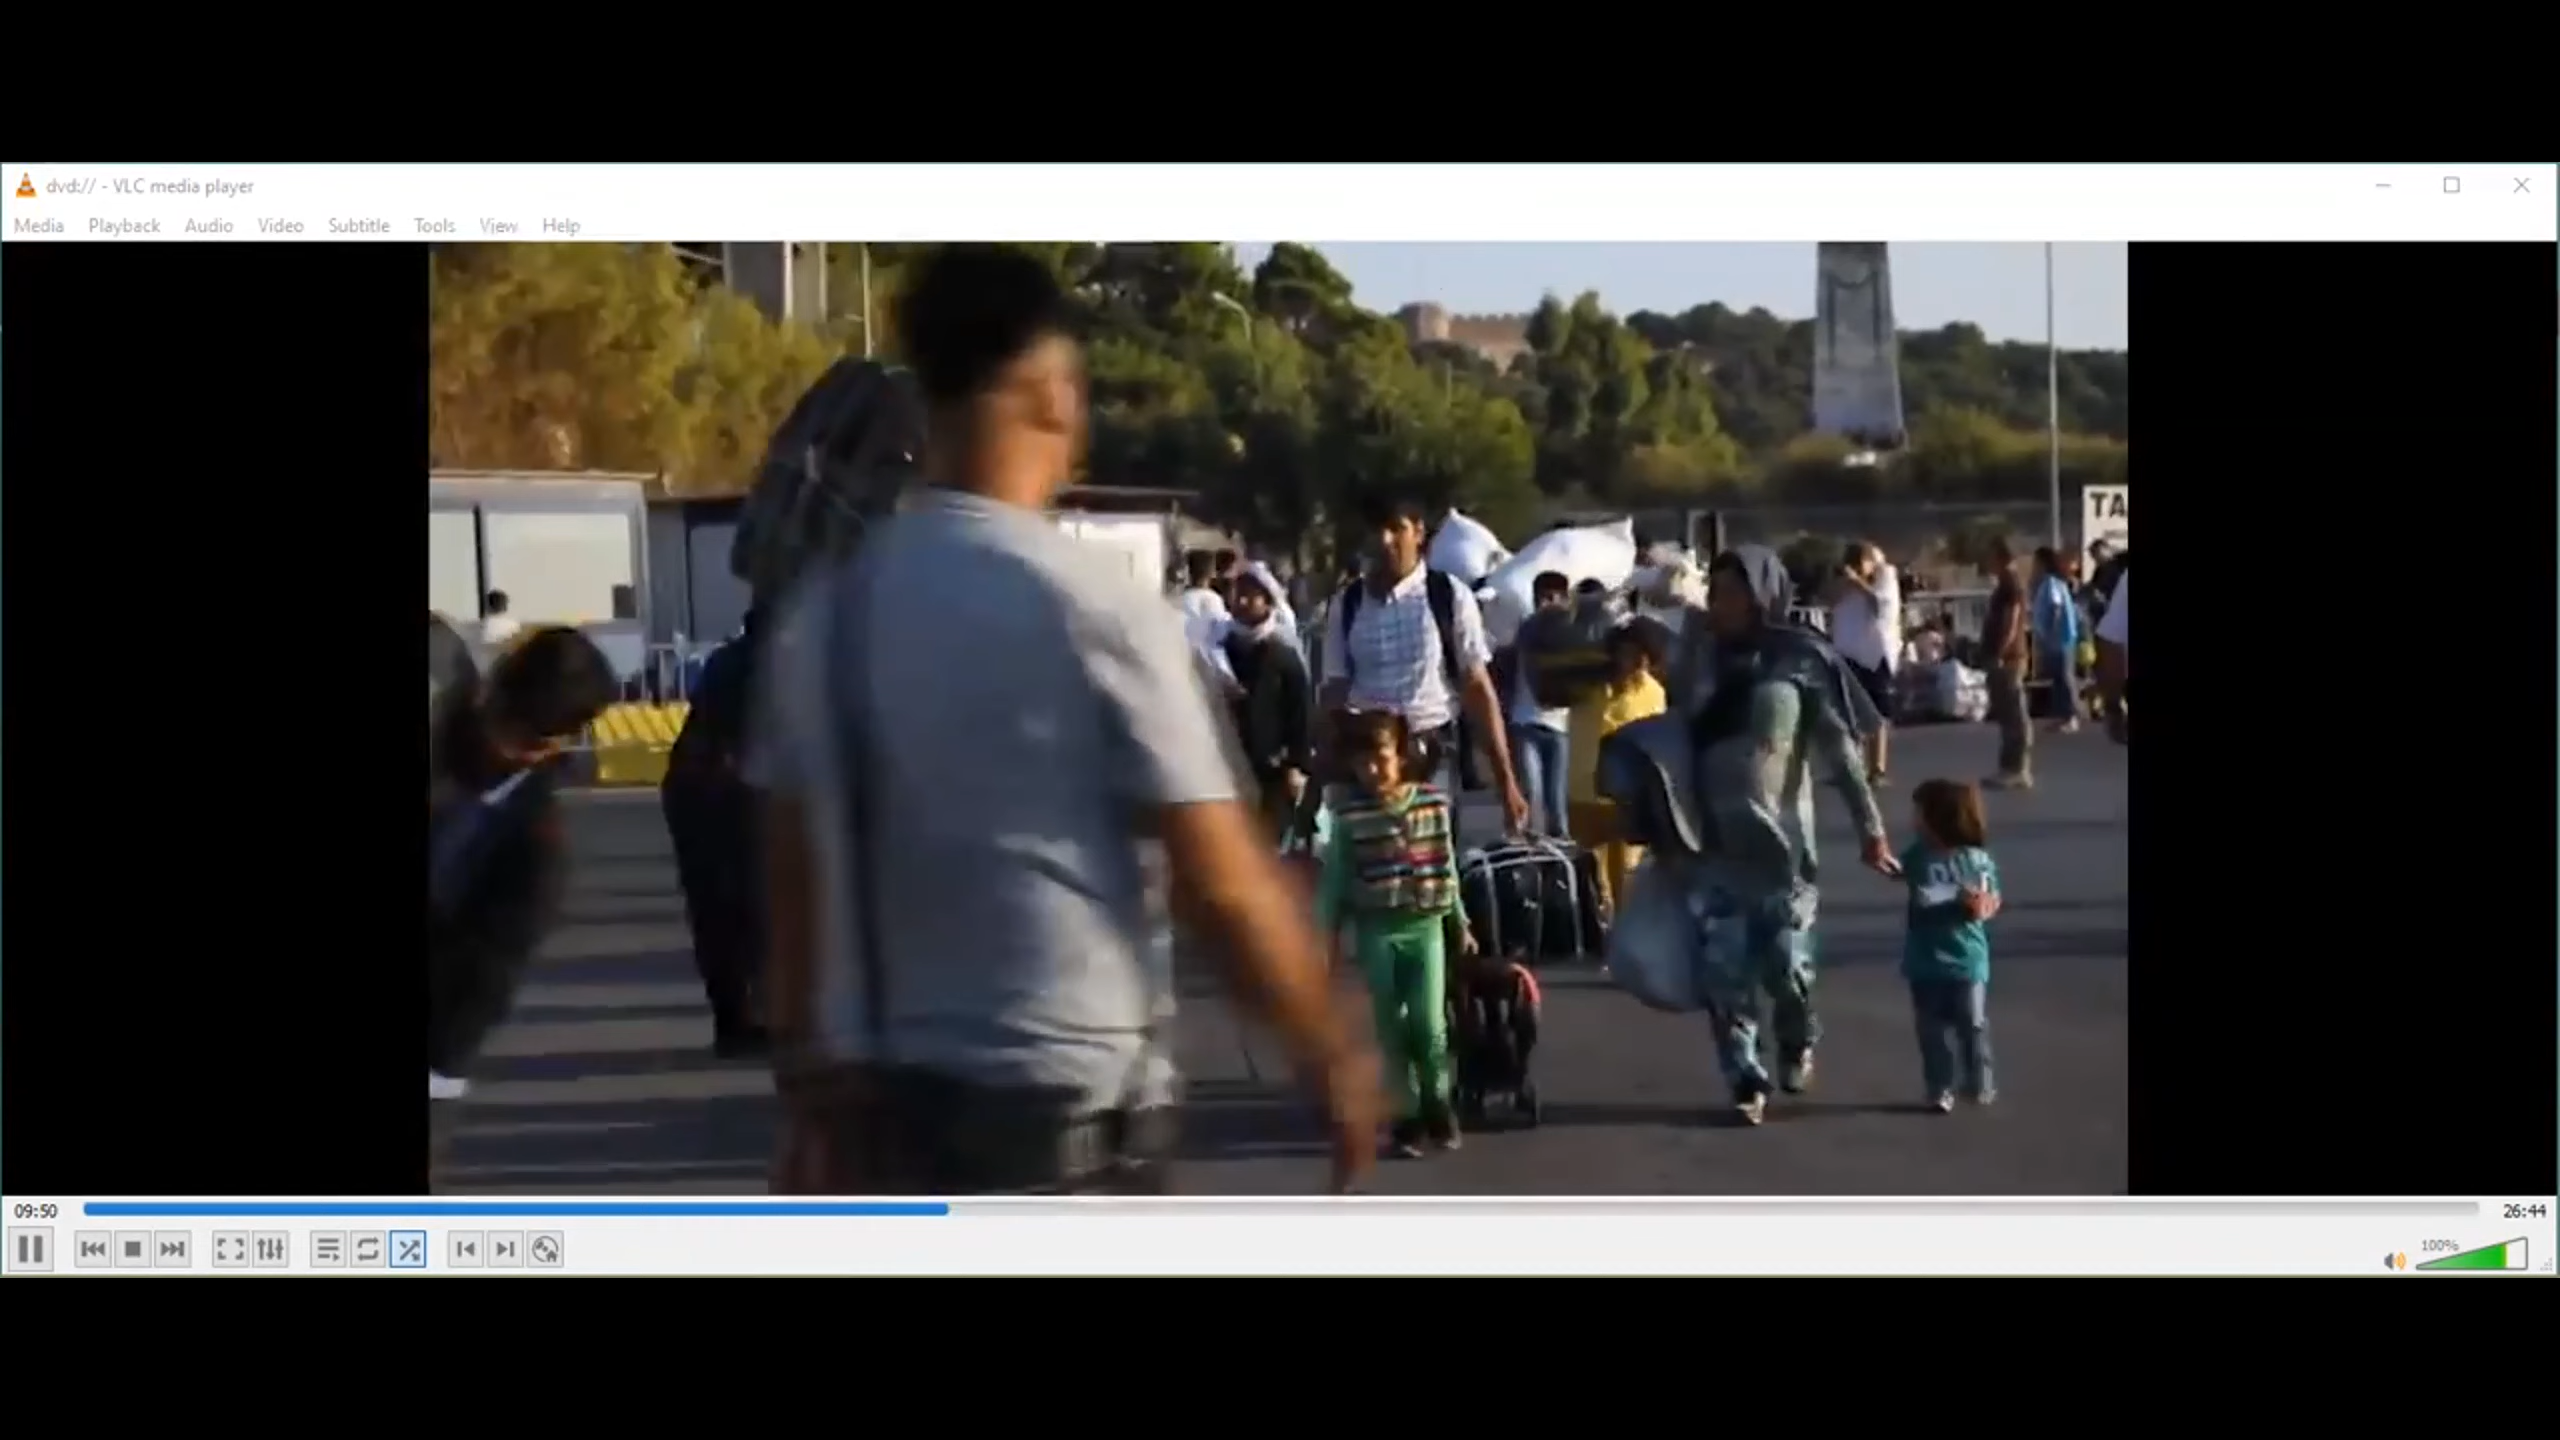 dvd:// - VLC media player
Media Playback Audio Video Subtitle Tools View Help
TA
09:50
26:44
100%